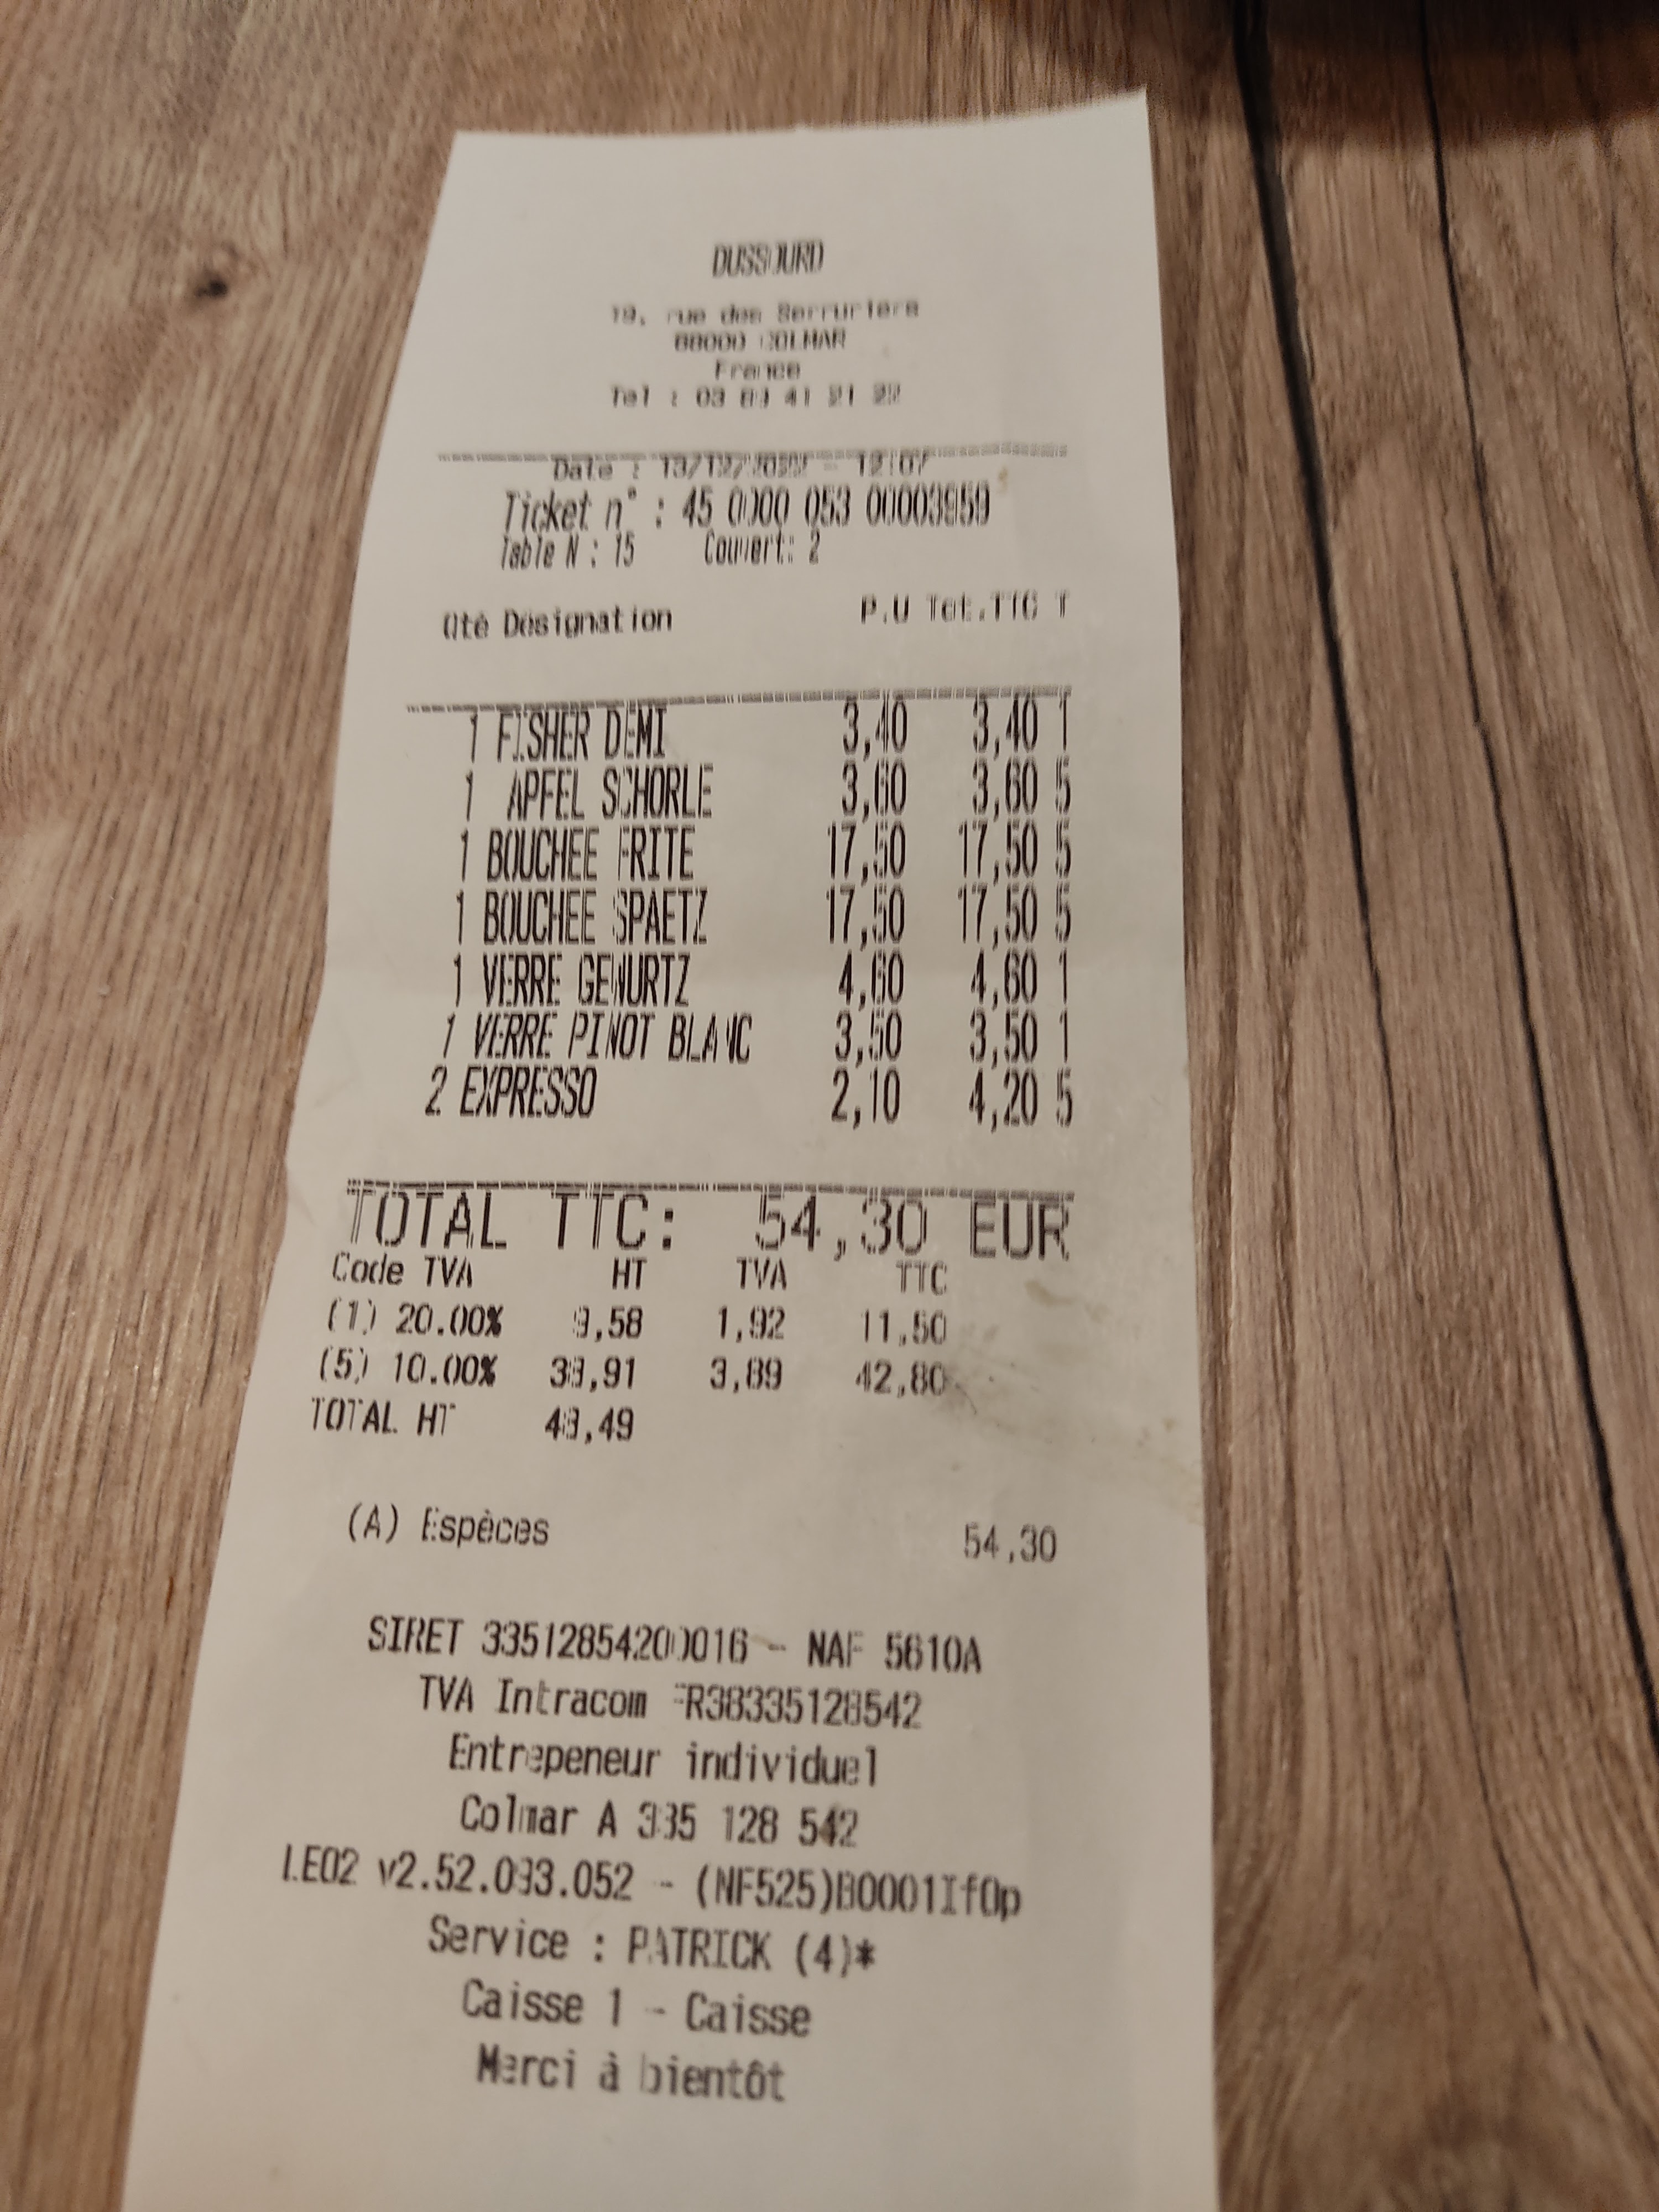 DUSSOURD
19, rue des Serruriers
68000 COLMAR
France
Tel : 03 89 41 21 22
Date : 13/12/2022 -
Ticket n° : 45 0000 053 00003959
Table N : 15 Couvert: 2
Qté Désignation P.U Tot.TTC T
1 FISHER DEMI 3,40 3,40 1
1 APFEL SCHORLE 3,60 3,60 5
1 BOUCHEE FRITE 17,50 17,50 5
1 BOUCHEE SPAETZ 17,50 17,50 5
1 VERRE GEWURTZ 4,60 4,60 1
1 VERRE PINOT BLANC 3,50 3,50 1
2 EXPRESSO 2,10 4,20 5
TOTAL TTC: 54,30 EUR
Code TVA HT TVA TTC
(1) 20.00% 9,58 1,92 11,50
(5) 10.00% 38,91 3,89 42,80
TOTAL HT 48,49
(A) Espèces 54,30
SIRET 33512854200016 - NAF 5610A
TVA Intracom FR38335128542
Entrepeneur individuel
Colmar A 335 128 542
LEO2 v2.52.093.052 - (NF525)B0001IfOp
Service : PATRICK (4)*
Caisse 1 - Caisse
Merci à bientôt